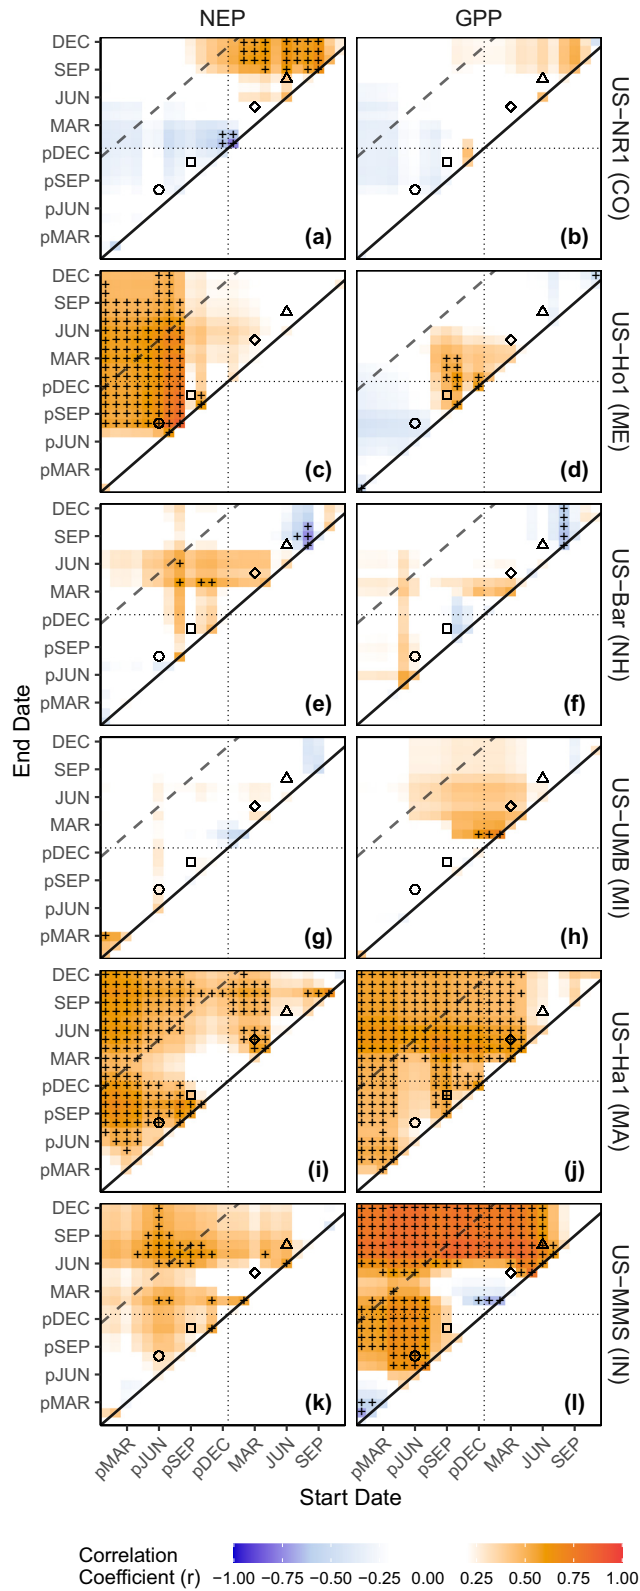 NEP GPP
DEC
SEP
JUN
MAR
pDEC
pSEP
pJUN
pMAR
(a) (b)
US−NR1 (CO)
DEC
SEP
JUN
MAR
pDEC
pSEP
pJUN
pMAR
(c) (d)
US−Ho1 (ME)
DEC
SEP
JUN
MAR
pDEC
pSEP
pJUN
pMAR
(e) (f)
US−Bar (NH)
End Date
DEC
SEP
JUN
MAR
pDEC
pSEP
pJUN
pMAR
(g) (h)
US−UMB (MI)
DEC
SEP
JUN
MAR
pDEC
pSEP
pJUN
pMAR
(i) (j)
US−Ha1 (MA)
DEC
SEP
JUN
MAR
pDEC
pSEP
pJUN
pMAR
(k) (l)
US−MMS (IN)
pMAR pJUN pSEP pDEC MAR JUN SEP pMAR pJUN pSEP pDEC MAR JUN SEP
Start Date
Correlation
Coefficient (r) −1.00 −0.75 −0.50 −0.25 0.00 0.25 0.50 0.75 1.00